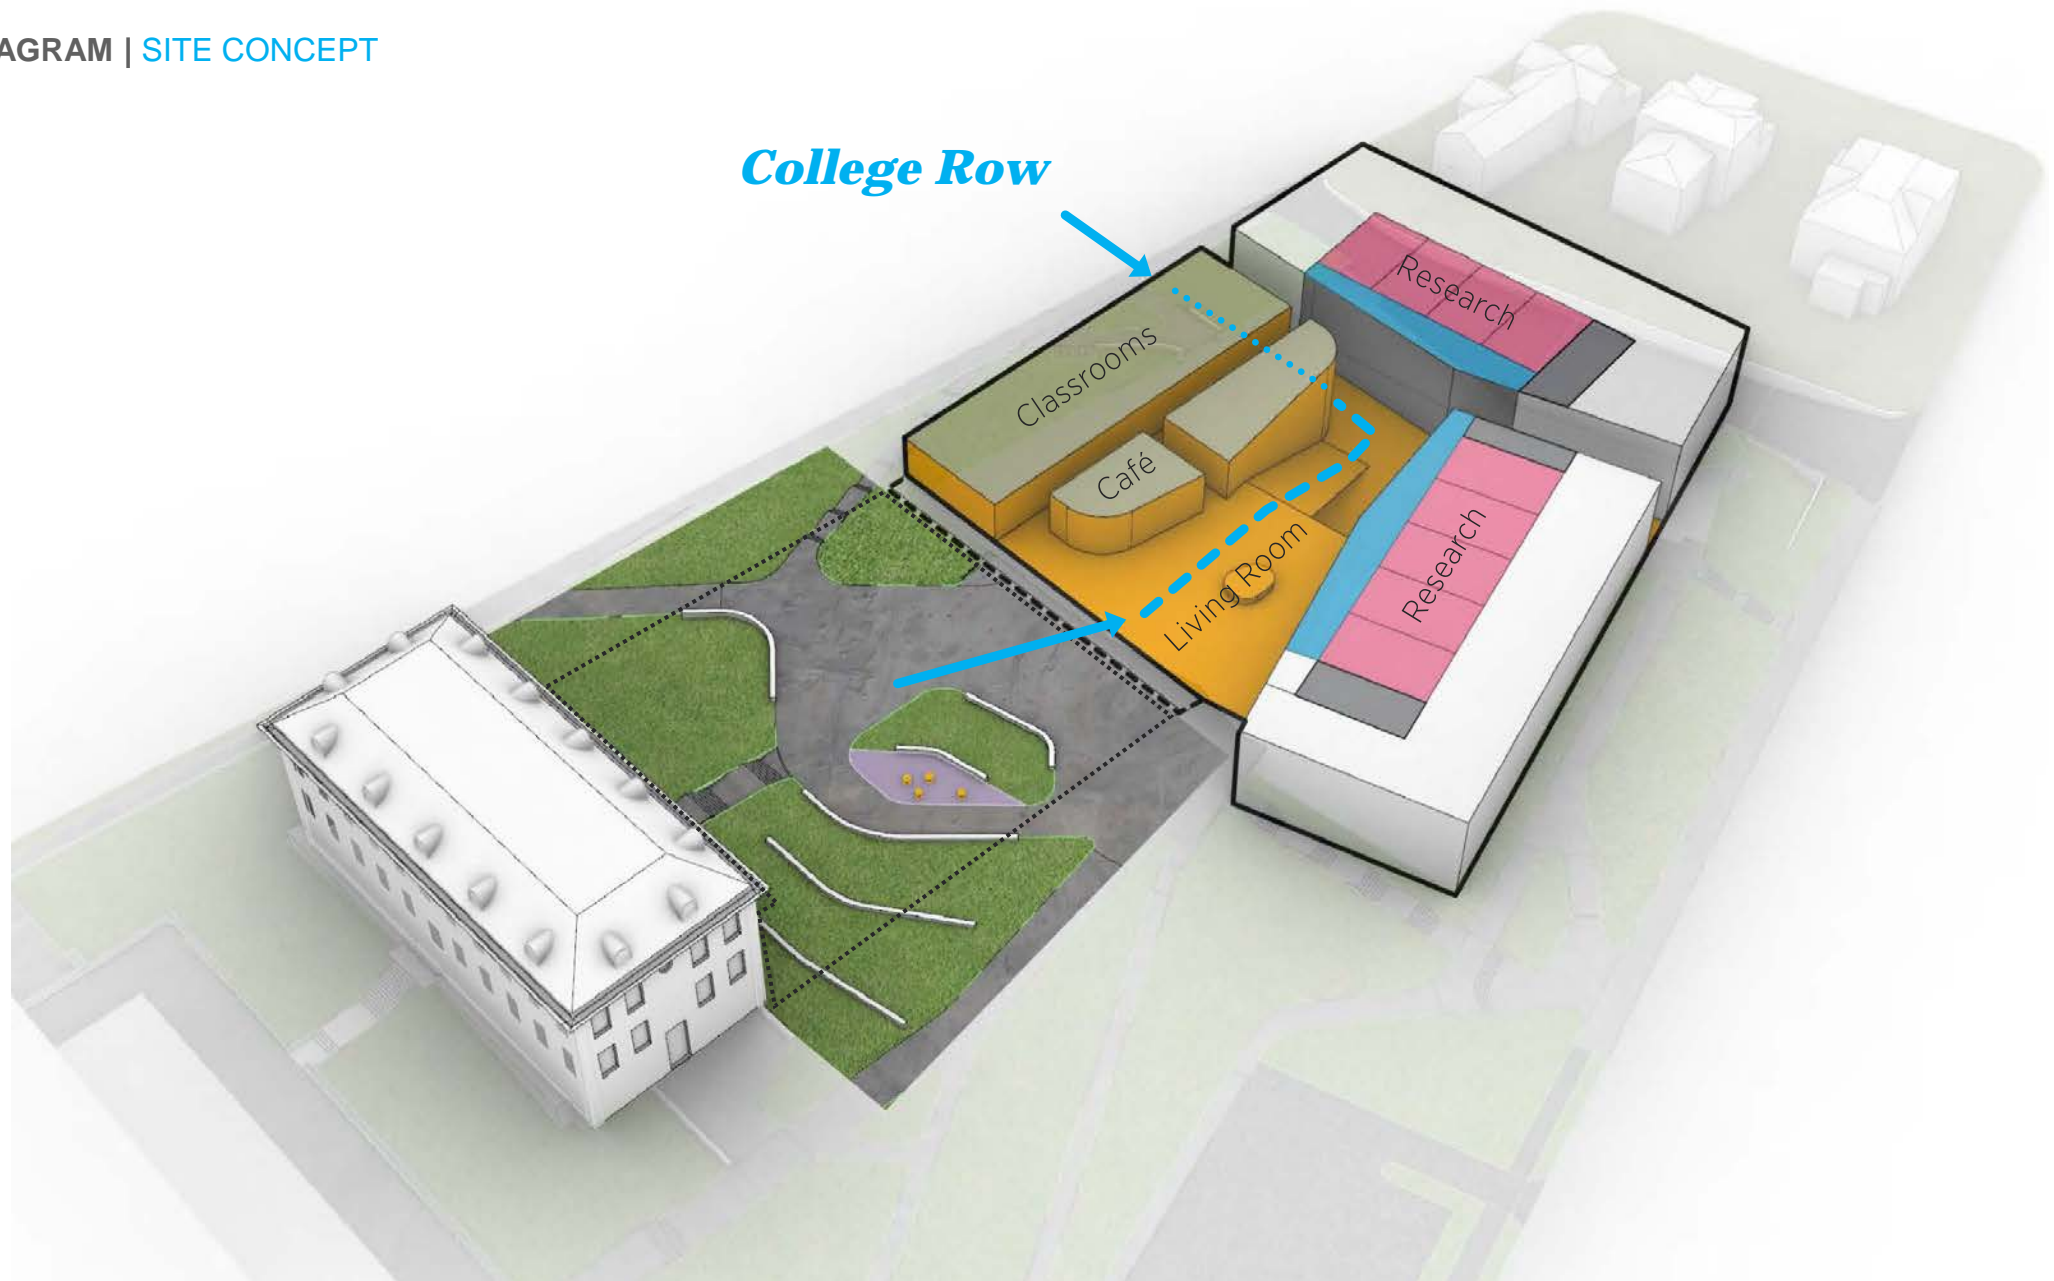 AGRAM | SITE CONCEPT
College Row
Research
Classrooms
Café
Living Room
Research